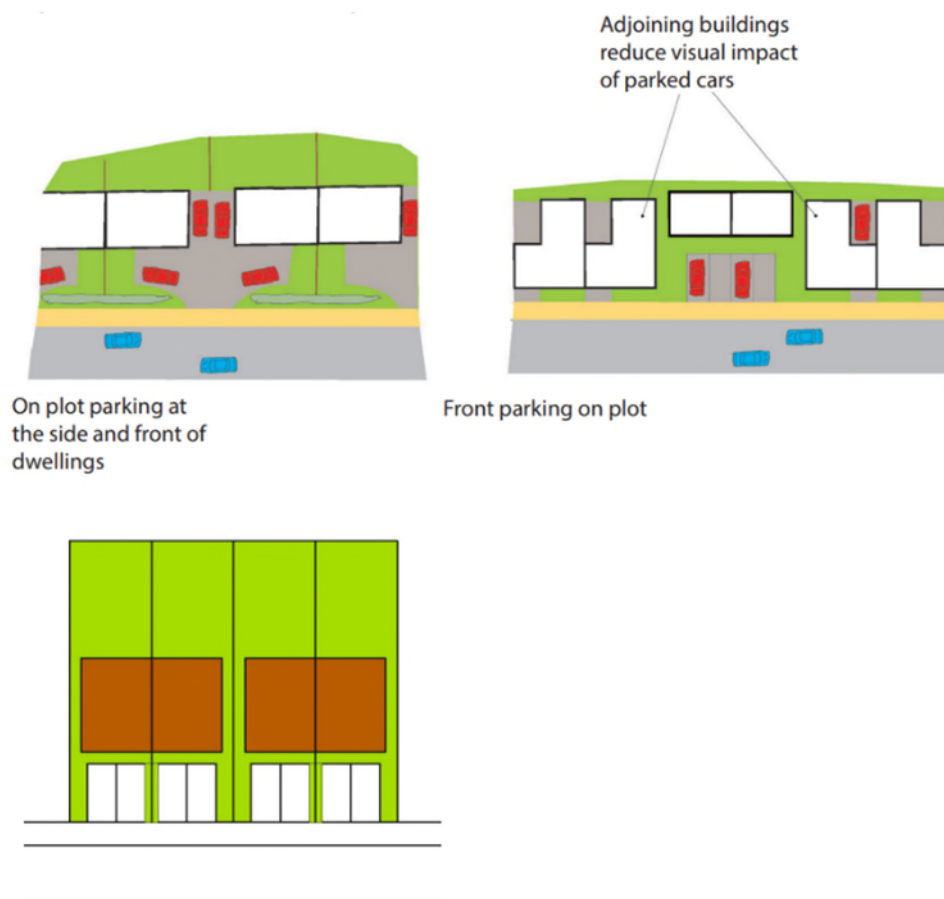 Adjoining buildings
reduce visual impact
of parked cars
On plot parking at
the side and front of
dwellings
Front parking on plot